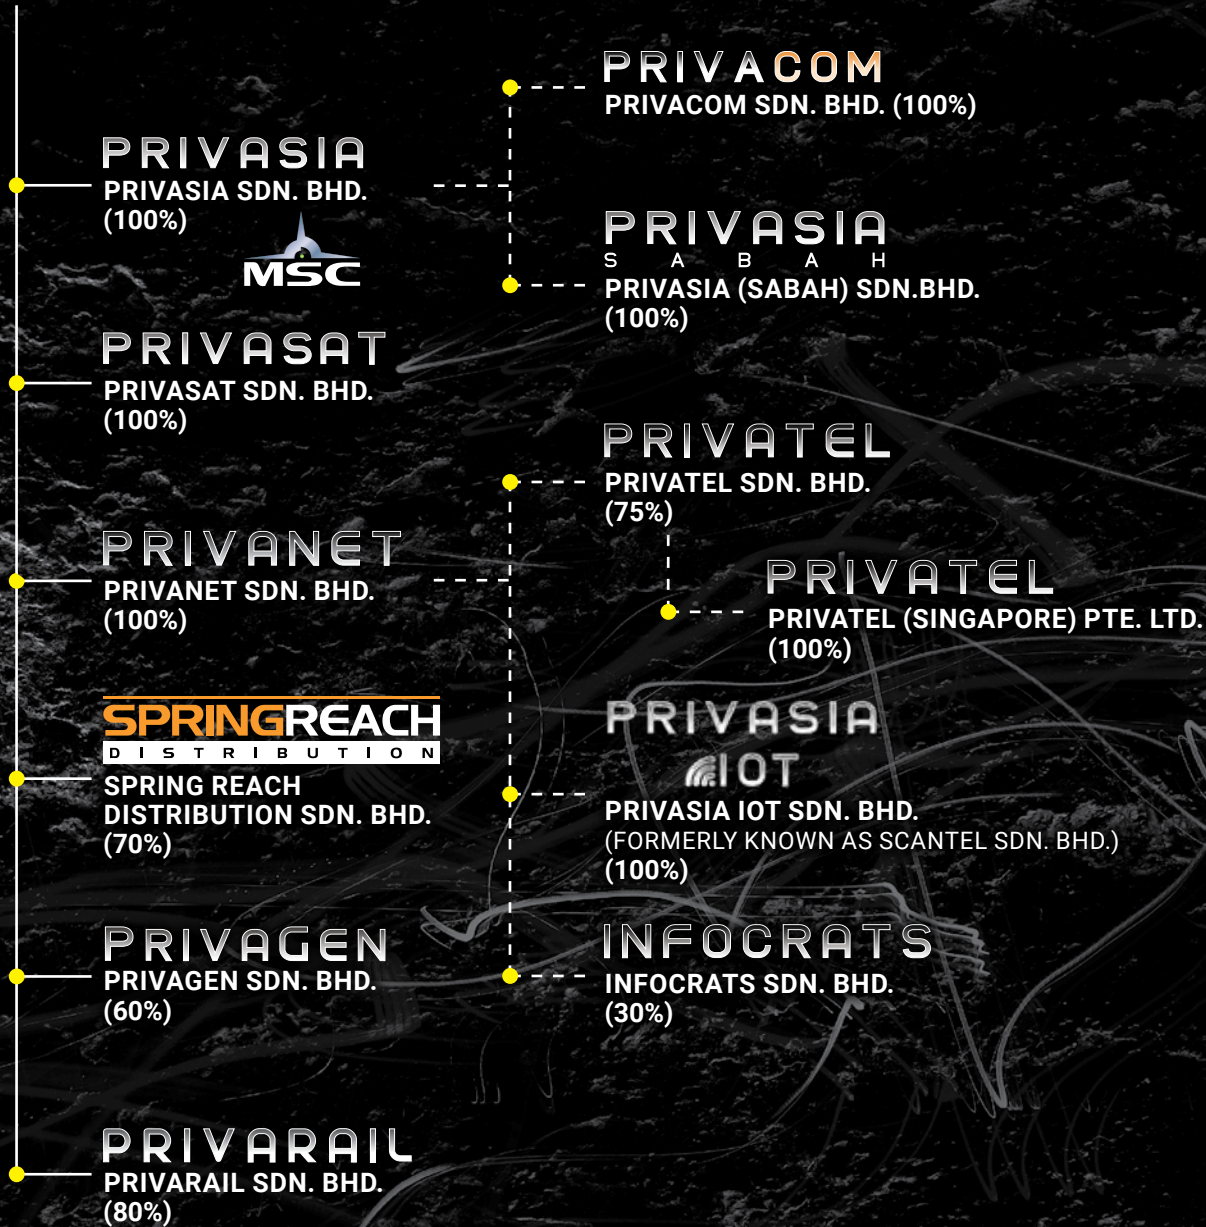 PRIVASIA
PRIVASIA SDN. BHD.
(100%)
MSC
PRIVACOM
PRIVACOM SDN. BHD. (100%)
PRIVASIA
SABAH
PRIVASIA (SABAH) SDN.BHD.
(100%)
PRIVASAT
PRIVASAT SDN. BHD.
(100%)
PRIVANET
PRIVANET SDN. BHD.
(100%)
PRIVATEL
PRIVATEL SDN. BHD.
(75%)
PRIVATEL
PRIVATEL (SINGAPORE) PTE. LTD.
(100%)
PRIVASIA
IOT
PRIVASIA IOT SDN. BHD.
(FORMERLY KNOWN AS SCANTEL SDN. BHD.)
(100%)
INFOCRATS
INFOCRATS SDN. BHD.
(30%)
SPRINGREACH
DISTRIBUTION
SPRING REACH
DISTRIBUTION SDN. BHD.
(70%)
PRIVAGEN
PRIVAGEN SDN. BHD.
(60%)
PRIVARAIL
PRIVARAIL SDN. BHD.
(80%)